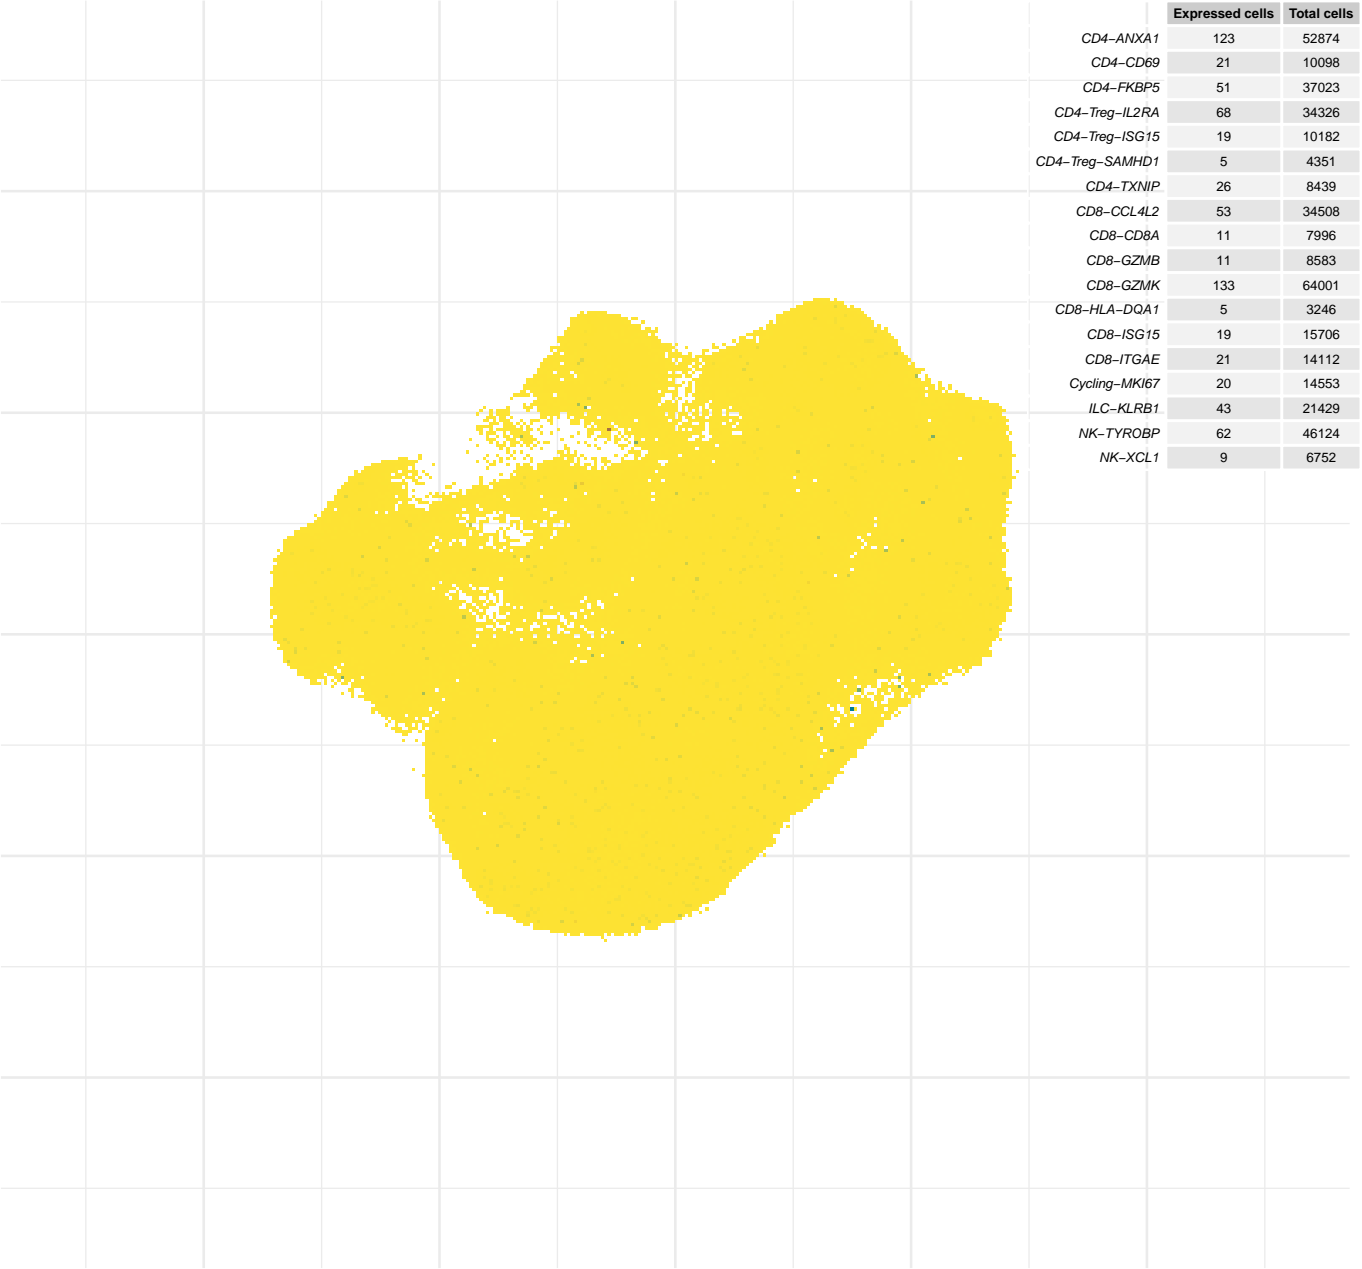 Expressed cells Total cells
CD4−ANXA1 123 52874
CD4−CD69 21 10098
CD4−FKBP5 51 37023
CD4−Treg−IL2RA 68 34326
CD4−Treg−ISG15 19 10182
CD4−Treg−SAMHD1 5 4351
CD4−TXNIP 26 8439
CD8−CCL4L2 53 34508
CD8−CD8A 11 7996
CD8−GZMB 11 8583
CD8−GZMK 133 64001
CD8−HLA−DQA1 5 3246
CD8−ISG15 19 15706
CD8−ITGAE 21 14112
Cycling−MKI67 20 14553
ILC−KLRB1 43 21429
NK−TYROBP 62 46124
NK−XCL1 9 6752